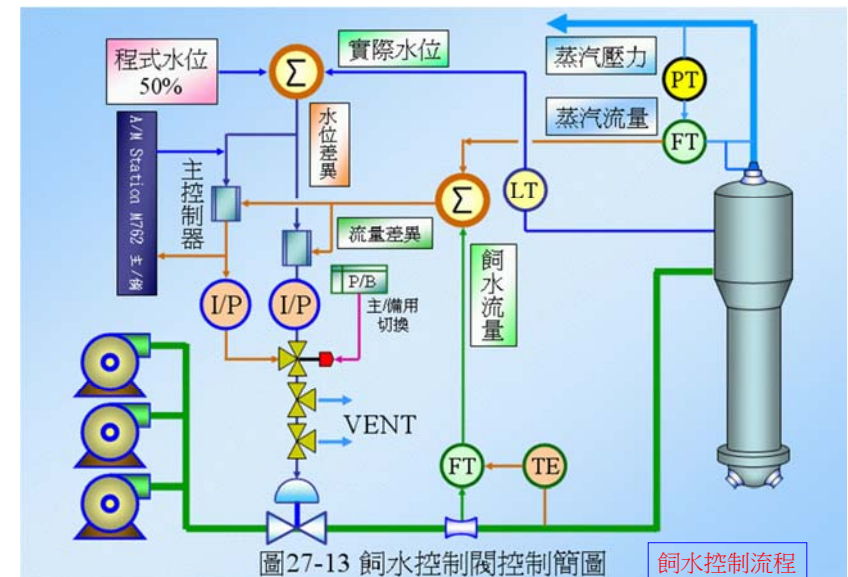 程式水位
50%
Σ
實際水位
蒸汽壓力
PT
蒸汽流量
FT
A/M Station M762 主/備
主控制器
水位差異
LT
Σ
流量差異
飼水流量
I/P
I/P
P/B
主/備用
切換
VENT
FT
TE
圖27-13 飼水控制閥控制簡圖
飼水控制流程